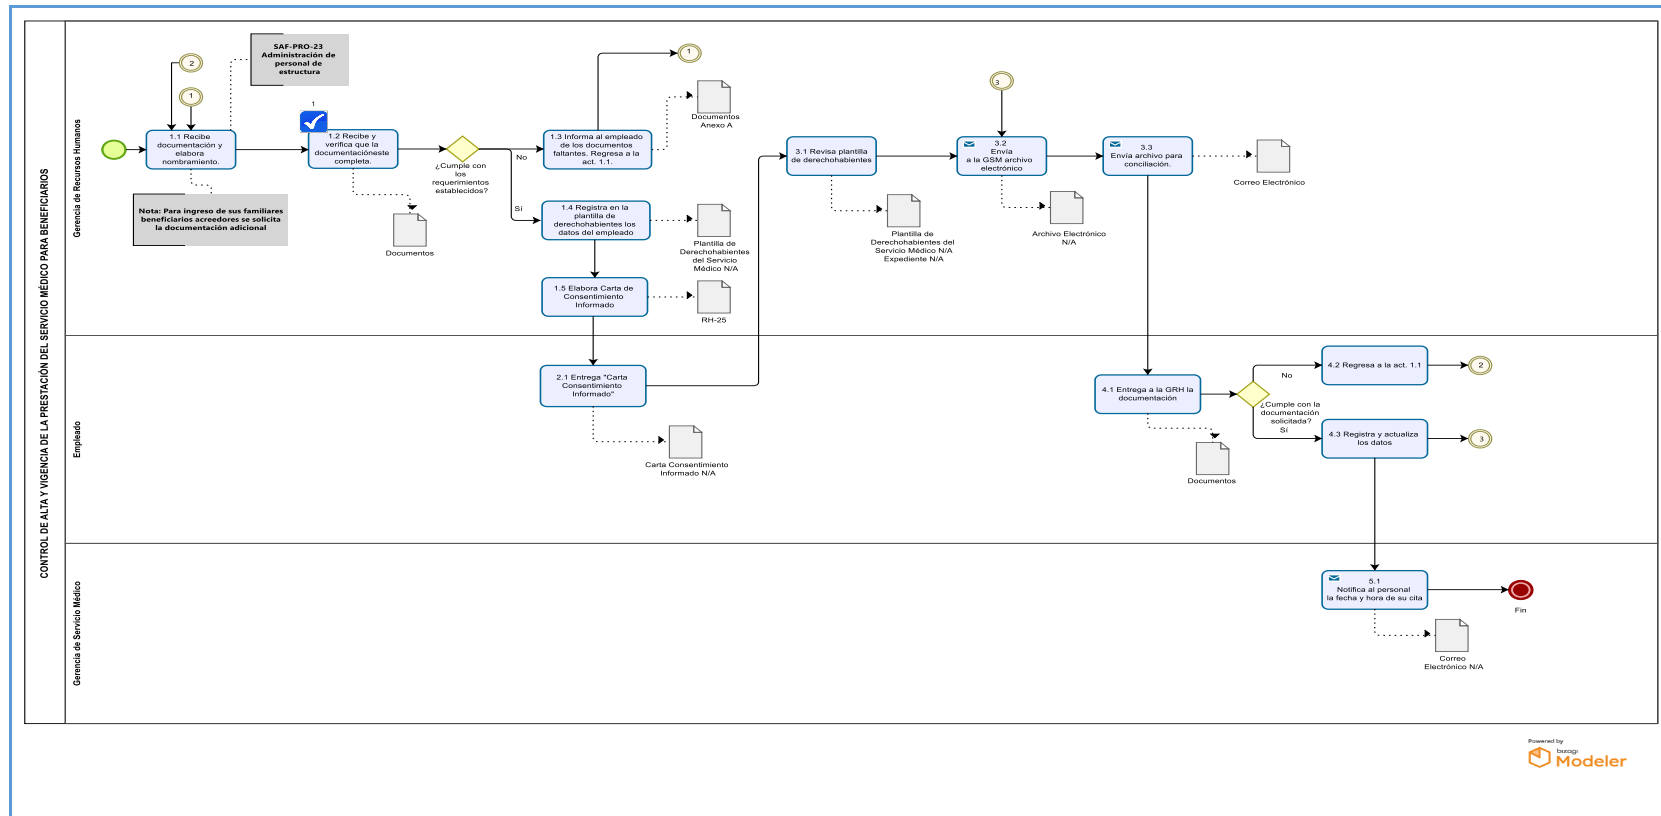 CONTROL DE ALTA Y VIGENCIA DE LA PRESTACIÓN DEL SERVICIO MÉDICO PARA BENEFICIARIOS
Gerencia de Recursos Humanos
SAF-PRO-23
Administración de
personal de
estructura
2
1
1.1 Recibe
documentación y
elabora
nombramiento.
Nota: Para ingreso de sus familiares
beneficiarios acreedores se solicita
la documentación adicional
1
1.2 Recibe y
verifica que la
documentacióneste
completa.
Documentos
¿Cumple con
los
requerimientos
establecidos?
No
Sí
1.3 Informa al empleado
de los documentos
faltantes. Regresa a la
act. 1.1.
1
Documentos
Anexo A
1.4 Registra en la
plantilla de
derechohabientes los
datos del empleado
Plantilla de
Derechohabientes
del Servicio
Médico N/A
1.5 Elabora Carta de
Consentimiento
Informado
RH-25
3.1 Revisa plantilla
de derechohabientes
Plantilla de
Derechohabientes del
Servicio Médico N/A
Expediente N/A
3
3.2
Envía
a la GSM archivo
electrónico
Archivo Electrónico
N/A
3.3
Envía archivo para
conciliación.
Correo Electrónico
Empleado
2.1 Entrega "Carta
Consentimiento
Informado"
Carta Consentimiento
Informado N/A
4.1 Entrega a la GRH la
documentación
Documentos
¿Cumple con la
documentación
solicitada?
No
Sí
4.2 Regresa a la act. 1.1
2
4.3 Registra y actualiza
los datos
3
Gerencia de Servicio Médico
5.1
Notifica al personal
la fecha y hora de su cita
Fin
Correo
Electrónico N/A
Powered by
bizagi
Modeler